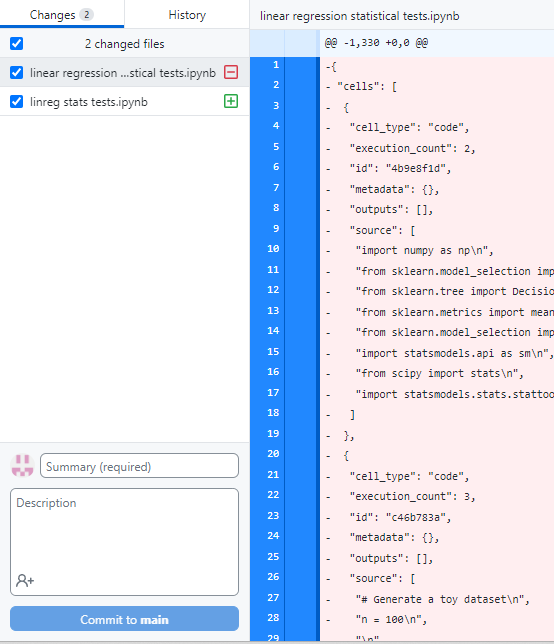 Changes 2 History
2 changed files
linear regression ...stical tests.ipynb
linreg stats tests.ipynb
Summary (required)
Description
Commit to main
linear regression statistical tests.ipynb
@@ -1,330 +0,0 @@
1 -{
2 - "cells": [
3 - {
4 - "cell_type": "code",
5 - "execution_count": 2,
6 - "id": "4b9e8f1d",
7 - "metadata": {},
8 - "outputs": [],
9 - "source": [
10 - "import numpy as np\n",
11 - "from sklearn.model_selection imp
12 - "from sklearn.tree import Decisio
13 - "from sklearn.metrics import mean
14 - "from sklearn.model_selection imp
15 - "import statsmodels.api as sm\n",
16 - "from scipy import stats\n",
17 - "import statsmodels.stats.stattoo
18 - ]
19 - },
20 - {
21 - "cell_type": "code",
22 - "execution_count": 3,
23 - "id": "c46b783a",
24 - "metadata": {},
25 - "outputs": [],
26 - "source": [
27 - "# Generate a toy dataset\n",
28 - "n = 100\n",
29 - "\n"